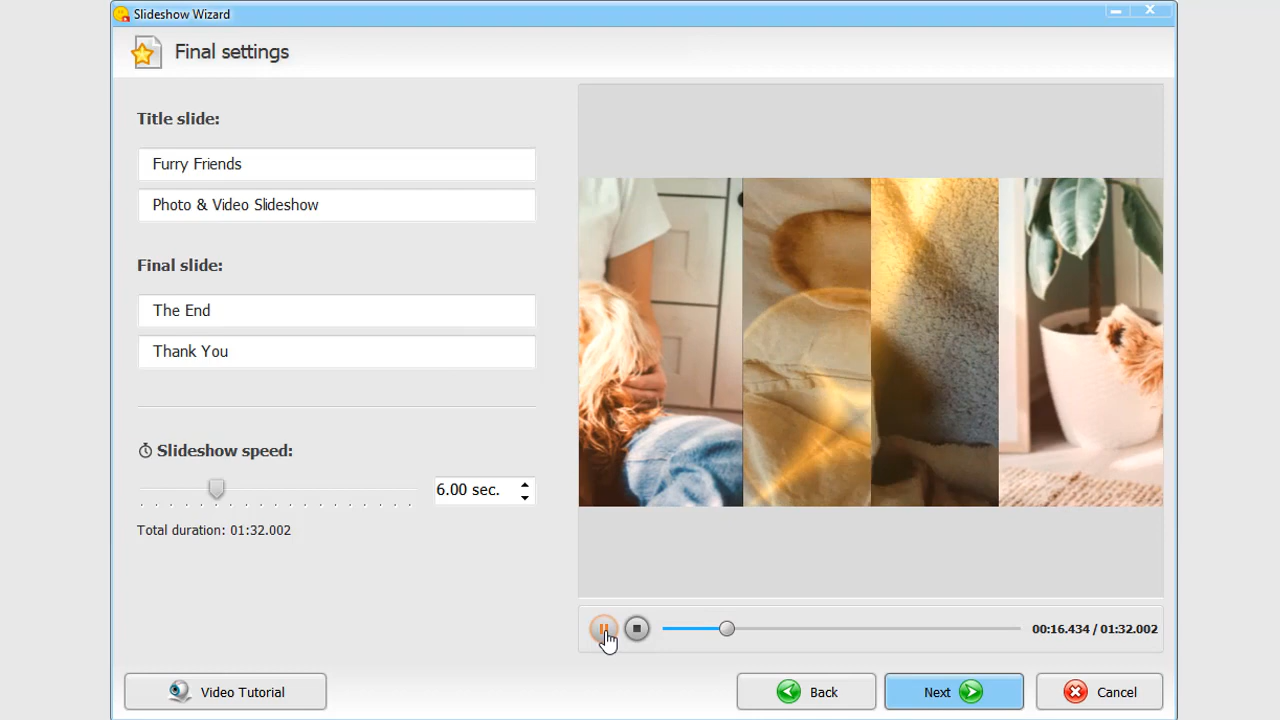 Slideshow Wizard
Final settings
Title slide:
Furry Friends
Photo & Video Slideshow
Final slide:
The End
Thank You
Slideshow speed:
6.00 sec.
Total duration: 01:32.002
00:16.434 / 01:32.002
Video Tutorial
Back
Next
Cancel